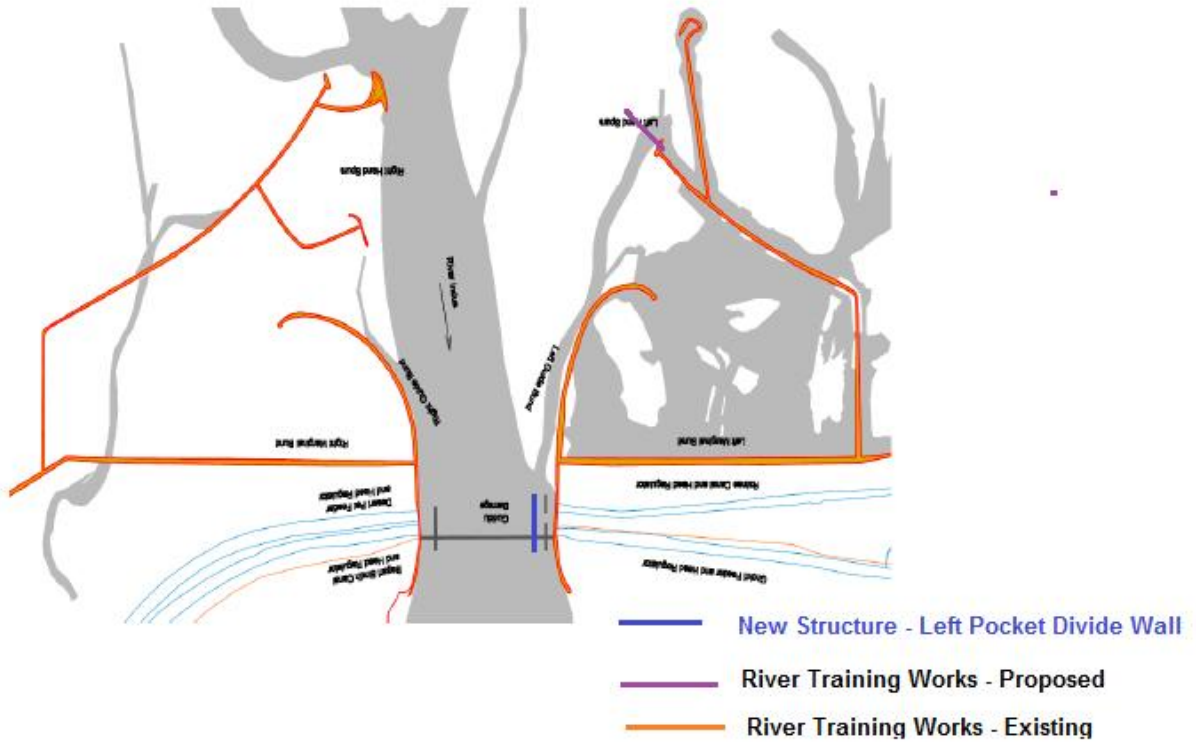 Left Hand Spurs
Right Hand Spurs
River Indus
Right Guide Bund
Left Guide Bund
Right Marginal Bund
Left Marginal Bund
Desert Pat Feeder
and Head Regulator
Guddu
Barrage
Rainee Canal and Head Regulator
Begari Sindh Canal
and Head Regulator
Ghotki Feeder and Head Regulator
New Structure - Left Pocket Divide Wall
River Training Works - Proposed
River Training Works - Existing